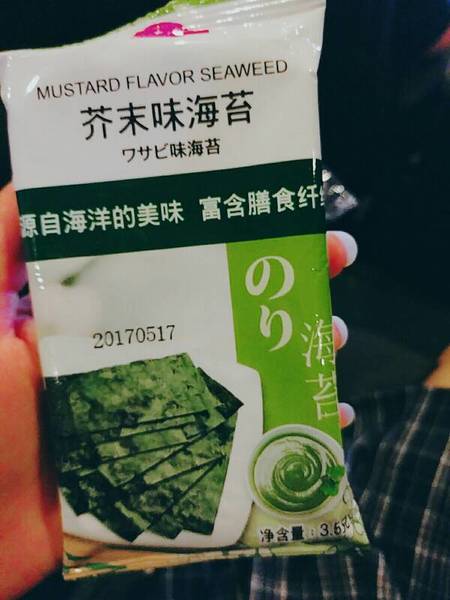 MUSTARD FLAVOR SEAWEED
芥末味海苔
ワサビ味海苔
源自海洋的美味 富含膳食纤
のり
海苔
20170517
净含量:3.6